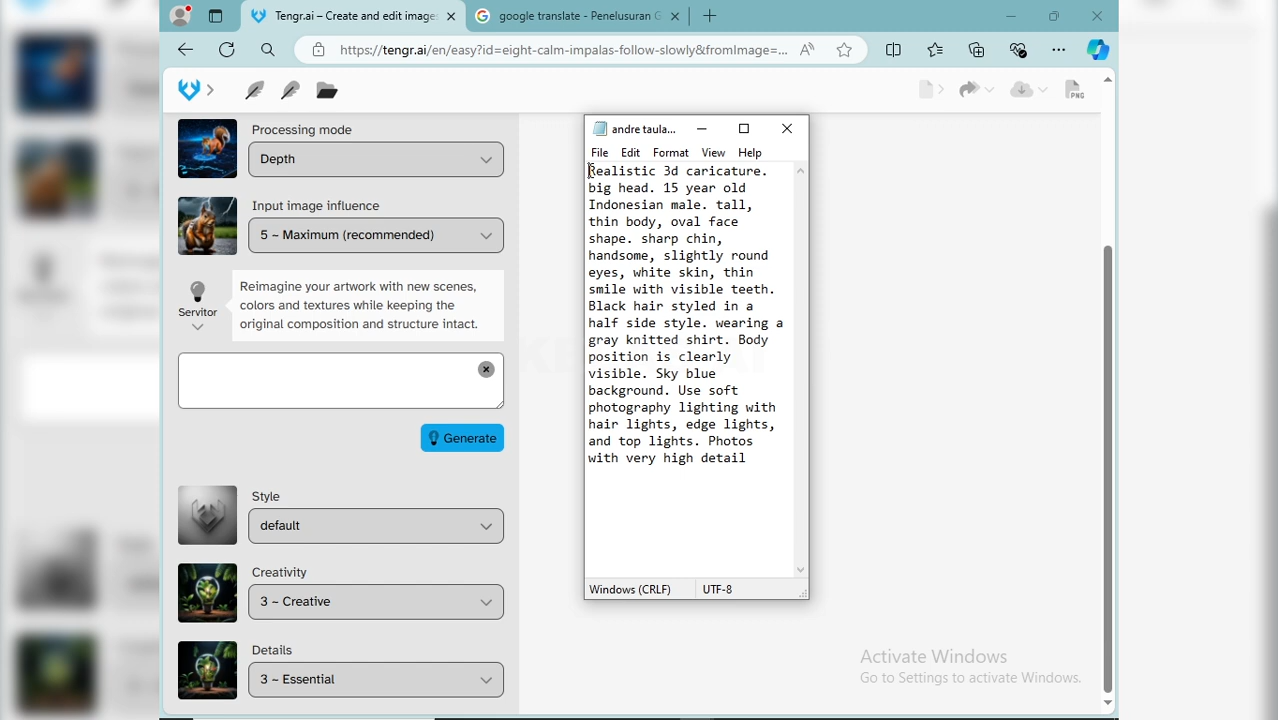 Tengr.ai – Create and edit image
google translate - Penelusuran G
https://tengr.ai/en/easy?id=eight-calm-impalas-follow-slowly&fromImage=...
PNG
Processing mode
Depth
Input image influence
5 ~ Maximum (recommended)
Servitor
Reimagine your artwork with new scenes,
colors and textures while keeping the
original composition and structure intact.
Generate
Style
default
Creativity
3 ~ Creative
Details
3 ~ Essential
andre taula...
File Edit Format View Help
Realistic 3d caricature.
big head. 15 year old
Indonesian male. tall,
thin body, oval face
shape. sharp chin,
handsome, slightly round
eyes, white skin, thin
smile with visible teeth.
Black hair styled in a
half side style. wearing a
gray knitted shirt. Body
position is clearly
visible. Sky blue
background. Use soft
photography lighting with
hair lights, edge lights,
and top lights. Photos
with very high detail
Windows (CRLF) UTF-8
Activate Windows
Go to Settings to activate Windows.